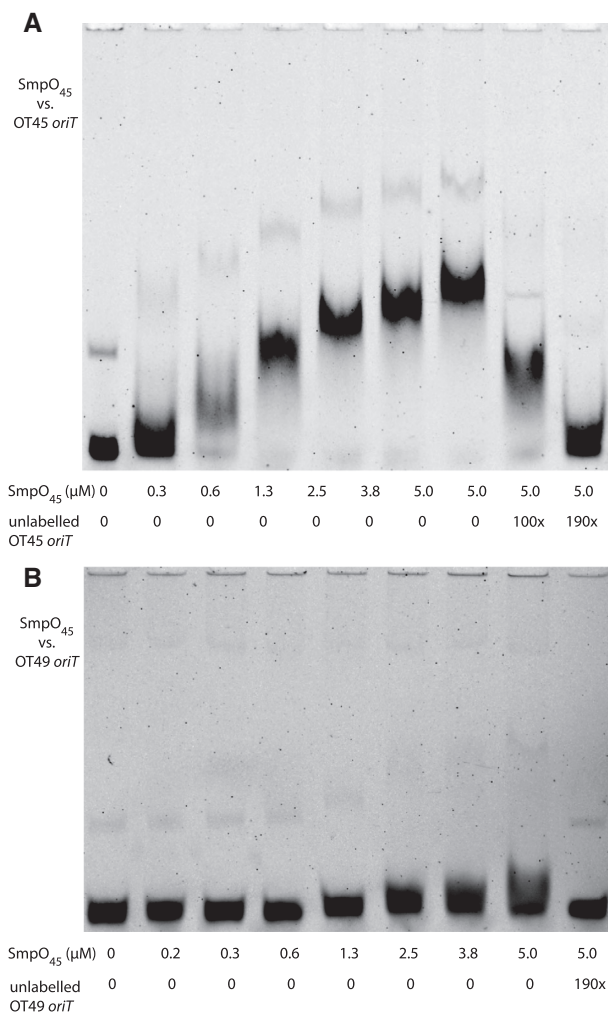 A
SmpO45
vs.
OT45 oriT
SmpO45 (μM) 0 0.3 0.6 1.3 2.5 3.8 5.0 5.0 5.0 5.0
unlabelled 0 0 0 0 0 0 0 0 100x 190x
OT45 oriT
B
SmpO45
vs.
OT49 oriT
SmpO45 (μM) 0 0.2 0.3 0.6 1.3 2.5 3.8 5.0 5.0
unlabelled 0 0 0 0 0 0 0 0 190x
OT49 oriT